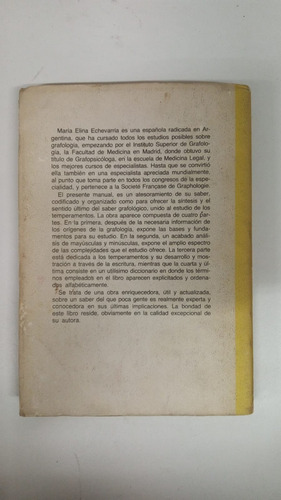 María Elina Echevarria es una española radicada en Ar-
gentina, que ha cursado todos los estudios posibles sobre
grafología, empezando por el Instituto Superior de Grafolo-
gía, la Facultad de Medicina en Madrid, donde obtuvo su
título de Grafopsicóloga, en la escuela de Medicina Legal, y
los mejores cursos de especialistas. Hasta que se convirtió
ella también en una especialista apreciada mundialmente,
al punto que toma parte en todos los congresos de la espe-
cialidad, y pertenece a la Societé Française de Graphologie.
El presente manual, es un atesoramiento de su saber,
codificado y organizado como para ofrecer la síntesis y el
sentido último del saber grafológico, unido al estudio de los
temperamentos. La obra aparece compuesta de cuatro par-
tes. En la primera, después de la necesaria información de
los orígenes de la grafología, expone las bases y funda-
mentos para su estudio. En la segunda, un acabado análi-
sis de mayúsculas y minúsculas, expone el amplio espectro
de las complejidades que ofrece el estudio. La tercera parte
está dedicada a los temperamentos y su desarrollo y mos-
tración a través de la escritura, mientras que la cuarta y úl-
tima consiste en un utilísimo diccionario en donde los térmi-
nos empleados en el libro aparecen explicitados y ordena-
dos alfabéticamente.
Se trata de una obra enriquecedora, útil y actualizada,
sobre un saber del que poca gente es realmente experta y
conocedora en sus últimas implicaciones. La bondad de
este libro reside, obviamente en la calidad excepcional de
su autora.